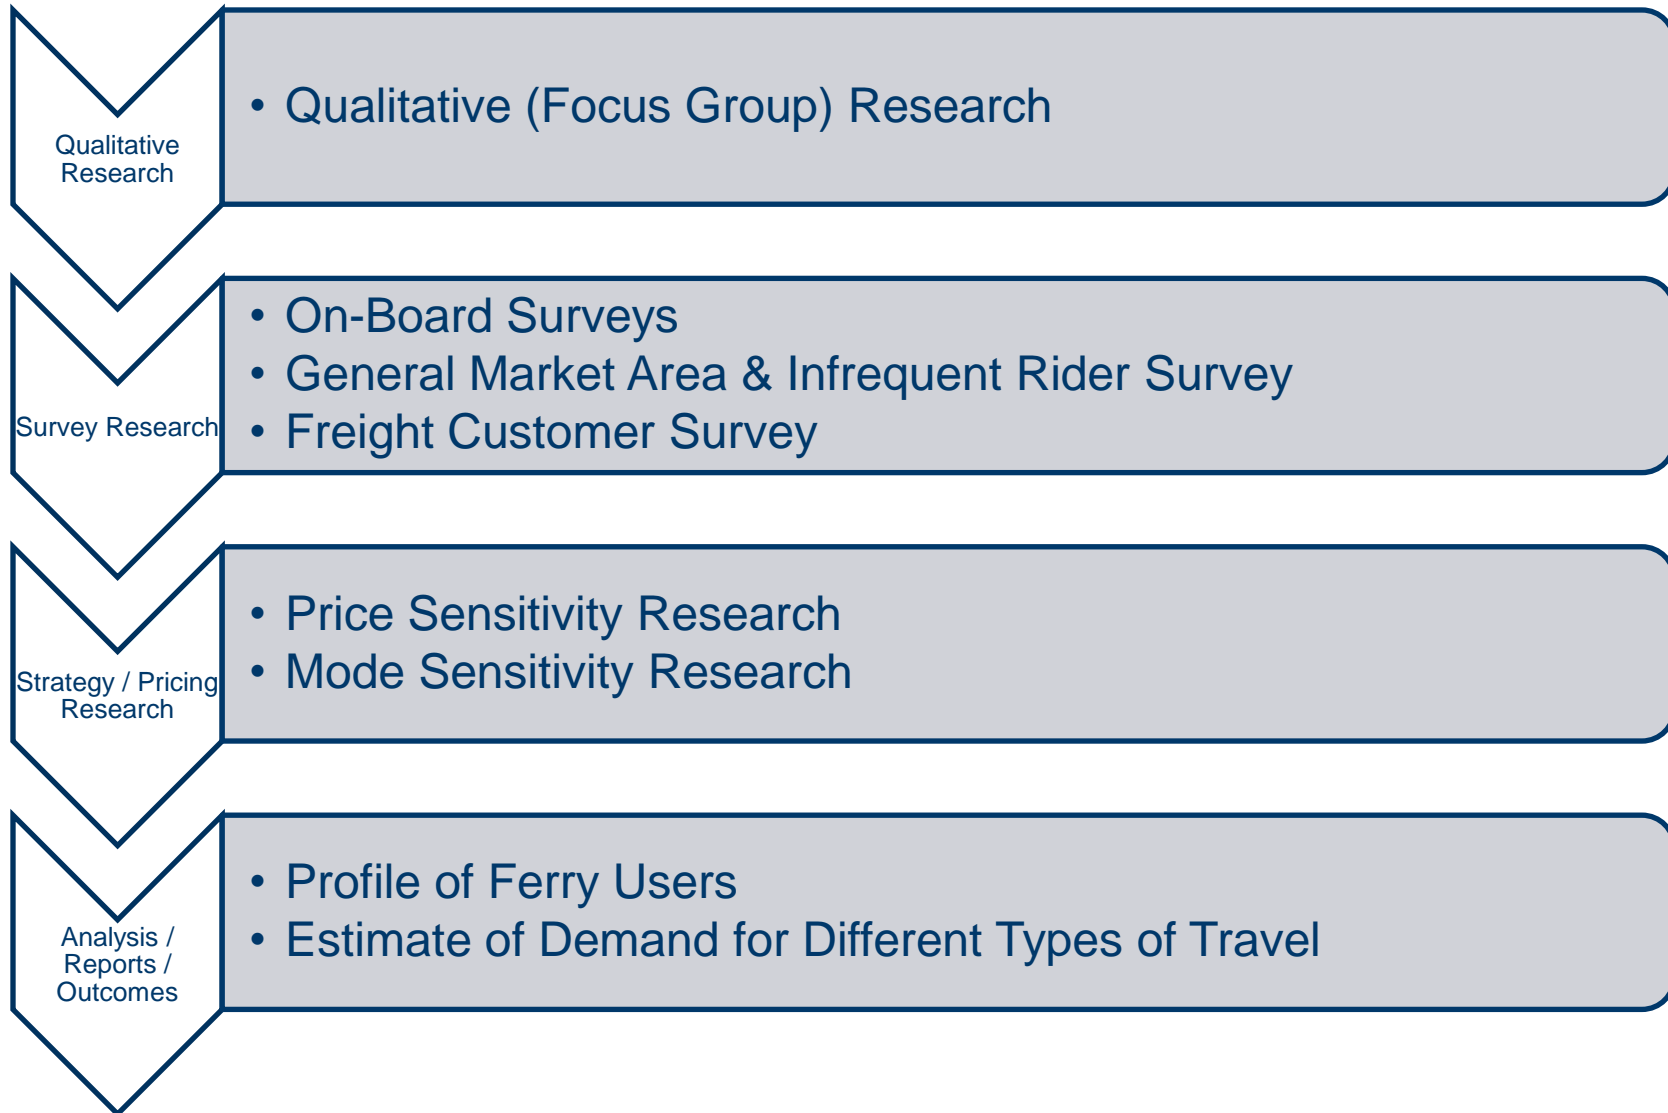 Qualitative
Research
• Qualitative (Focus Group) Research
Survey Research
• On-Board Surveys
• General Market Area & Infrequent Rider Survey
• Freight Customer Survey
Strategy / Pricing
Research
• Price Sensitivity Research
• Mode Sensitivity Research
Analysis /
Reports /
Outcomes
• Profile of Ferry Users
• Estimate of Demand for Different Types of Travel